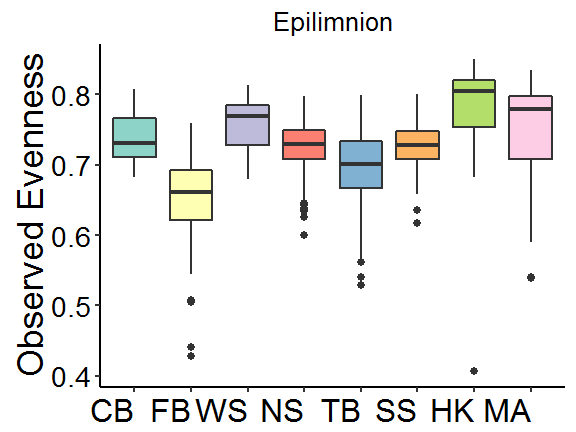 Epilimnion
Observed Evenness
0.8
0.7
0.6
0.5
0.4
CB FB WS NS TB SS HK MA